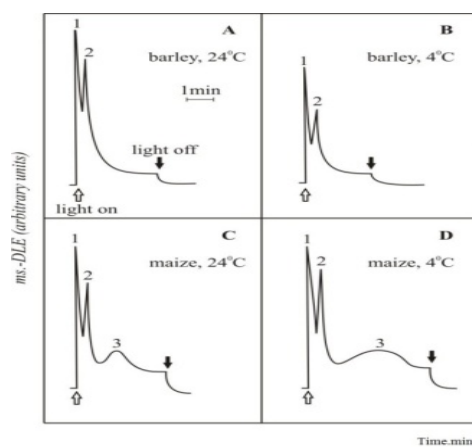 A
1
2
barley, 24°C
1min
light off
light on
B
1
2
barley, 4°C
C
1
2
3
maize, 24°C
D
1
2
3
maize, 4°C
ms.-DLE (arbitrary units)
Time.min